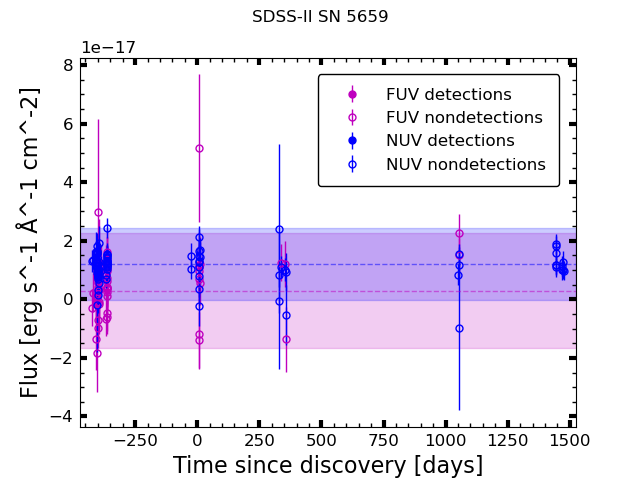 SDSS-II SN 5659
1e−17
8
6
4
2
0
−2
−4
Flux [erg s^-1 Å^-1 cm^-2]
FUV detections
FUV nondetections
NUV detections
NUV nondetections
−250 0 250 500 750 1000 1250 1500
Time since discovery [days]